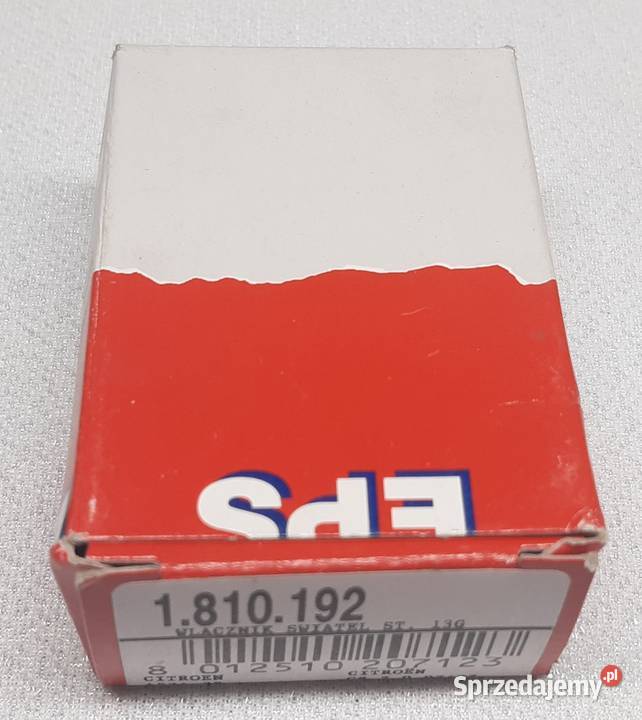 EPS
1.810.192
WLACZNIK SWIATEL ST. 13G
8 012510 207123
CITROEN CITROEN
Sprzedajemy.pl